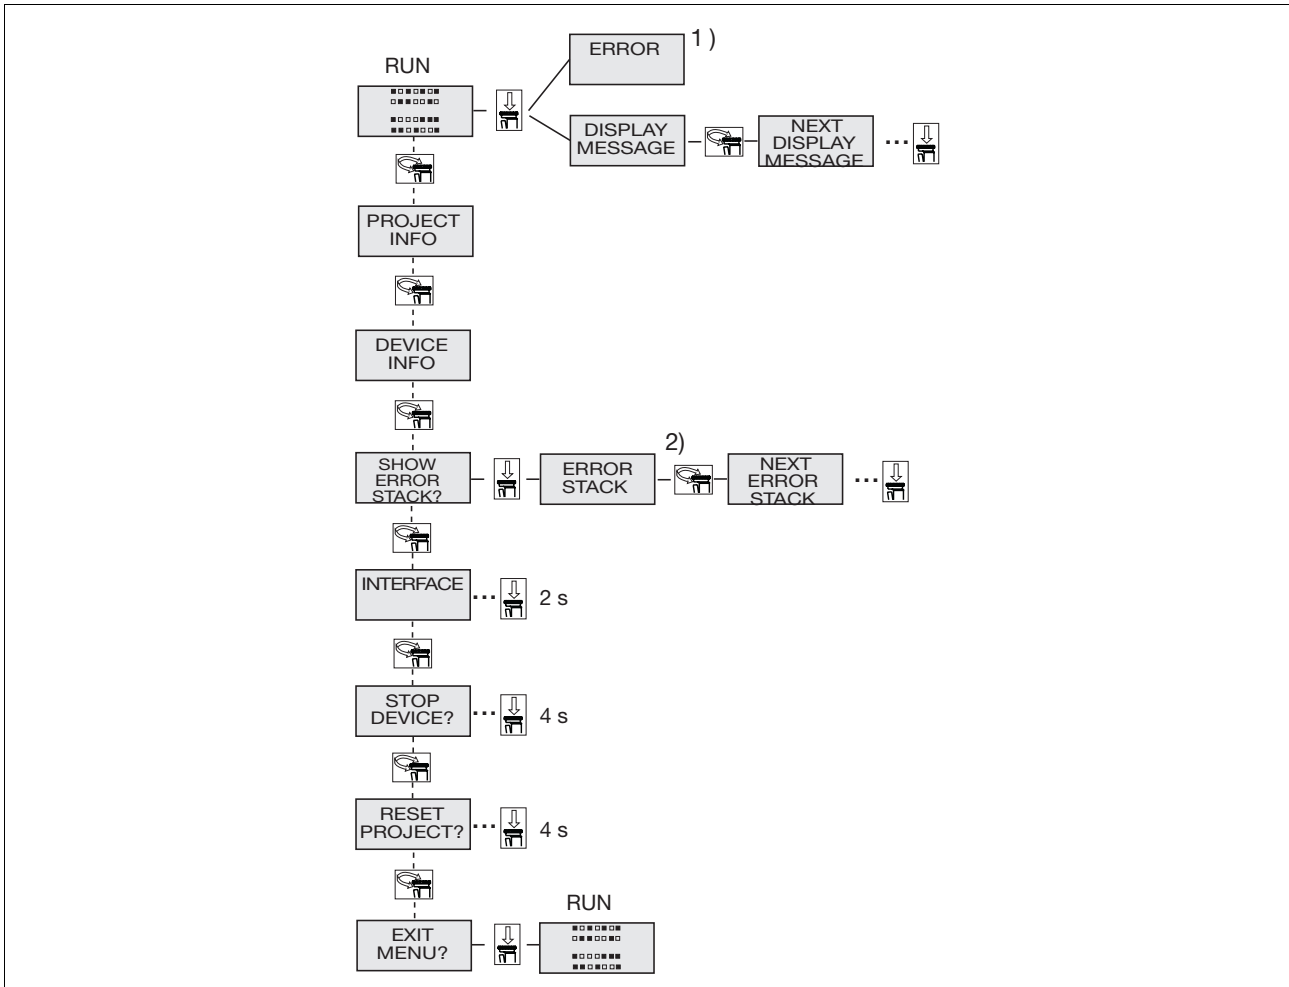 ERROR
1)
RUN
DISPLAY
MESSAGE
NEXT
DISPLAY
MESSAGE
...
PROJECT
INFO
DEVICE
INFO
SHOW
ERROR
STACK?
ERROR
STACK
2)
NEXT
ERROR
STACK
...
INTERFACE
...
2 s
STOP
DEVICE?
...
4 s
RESET
PROJECT?
...
4 s
EXIT
MENU?
RUN